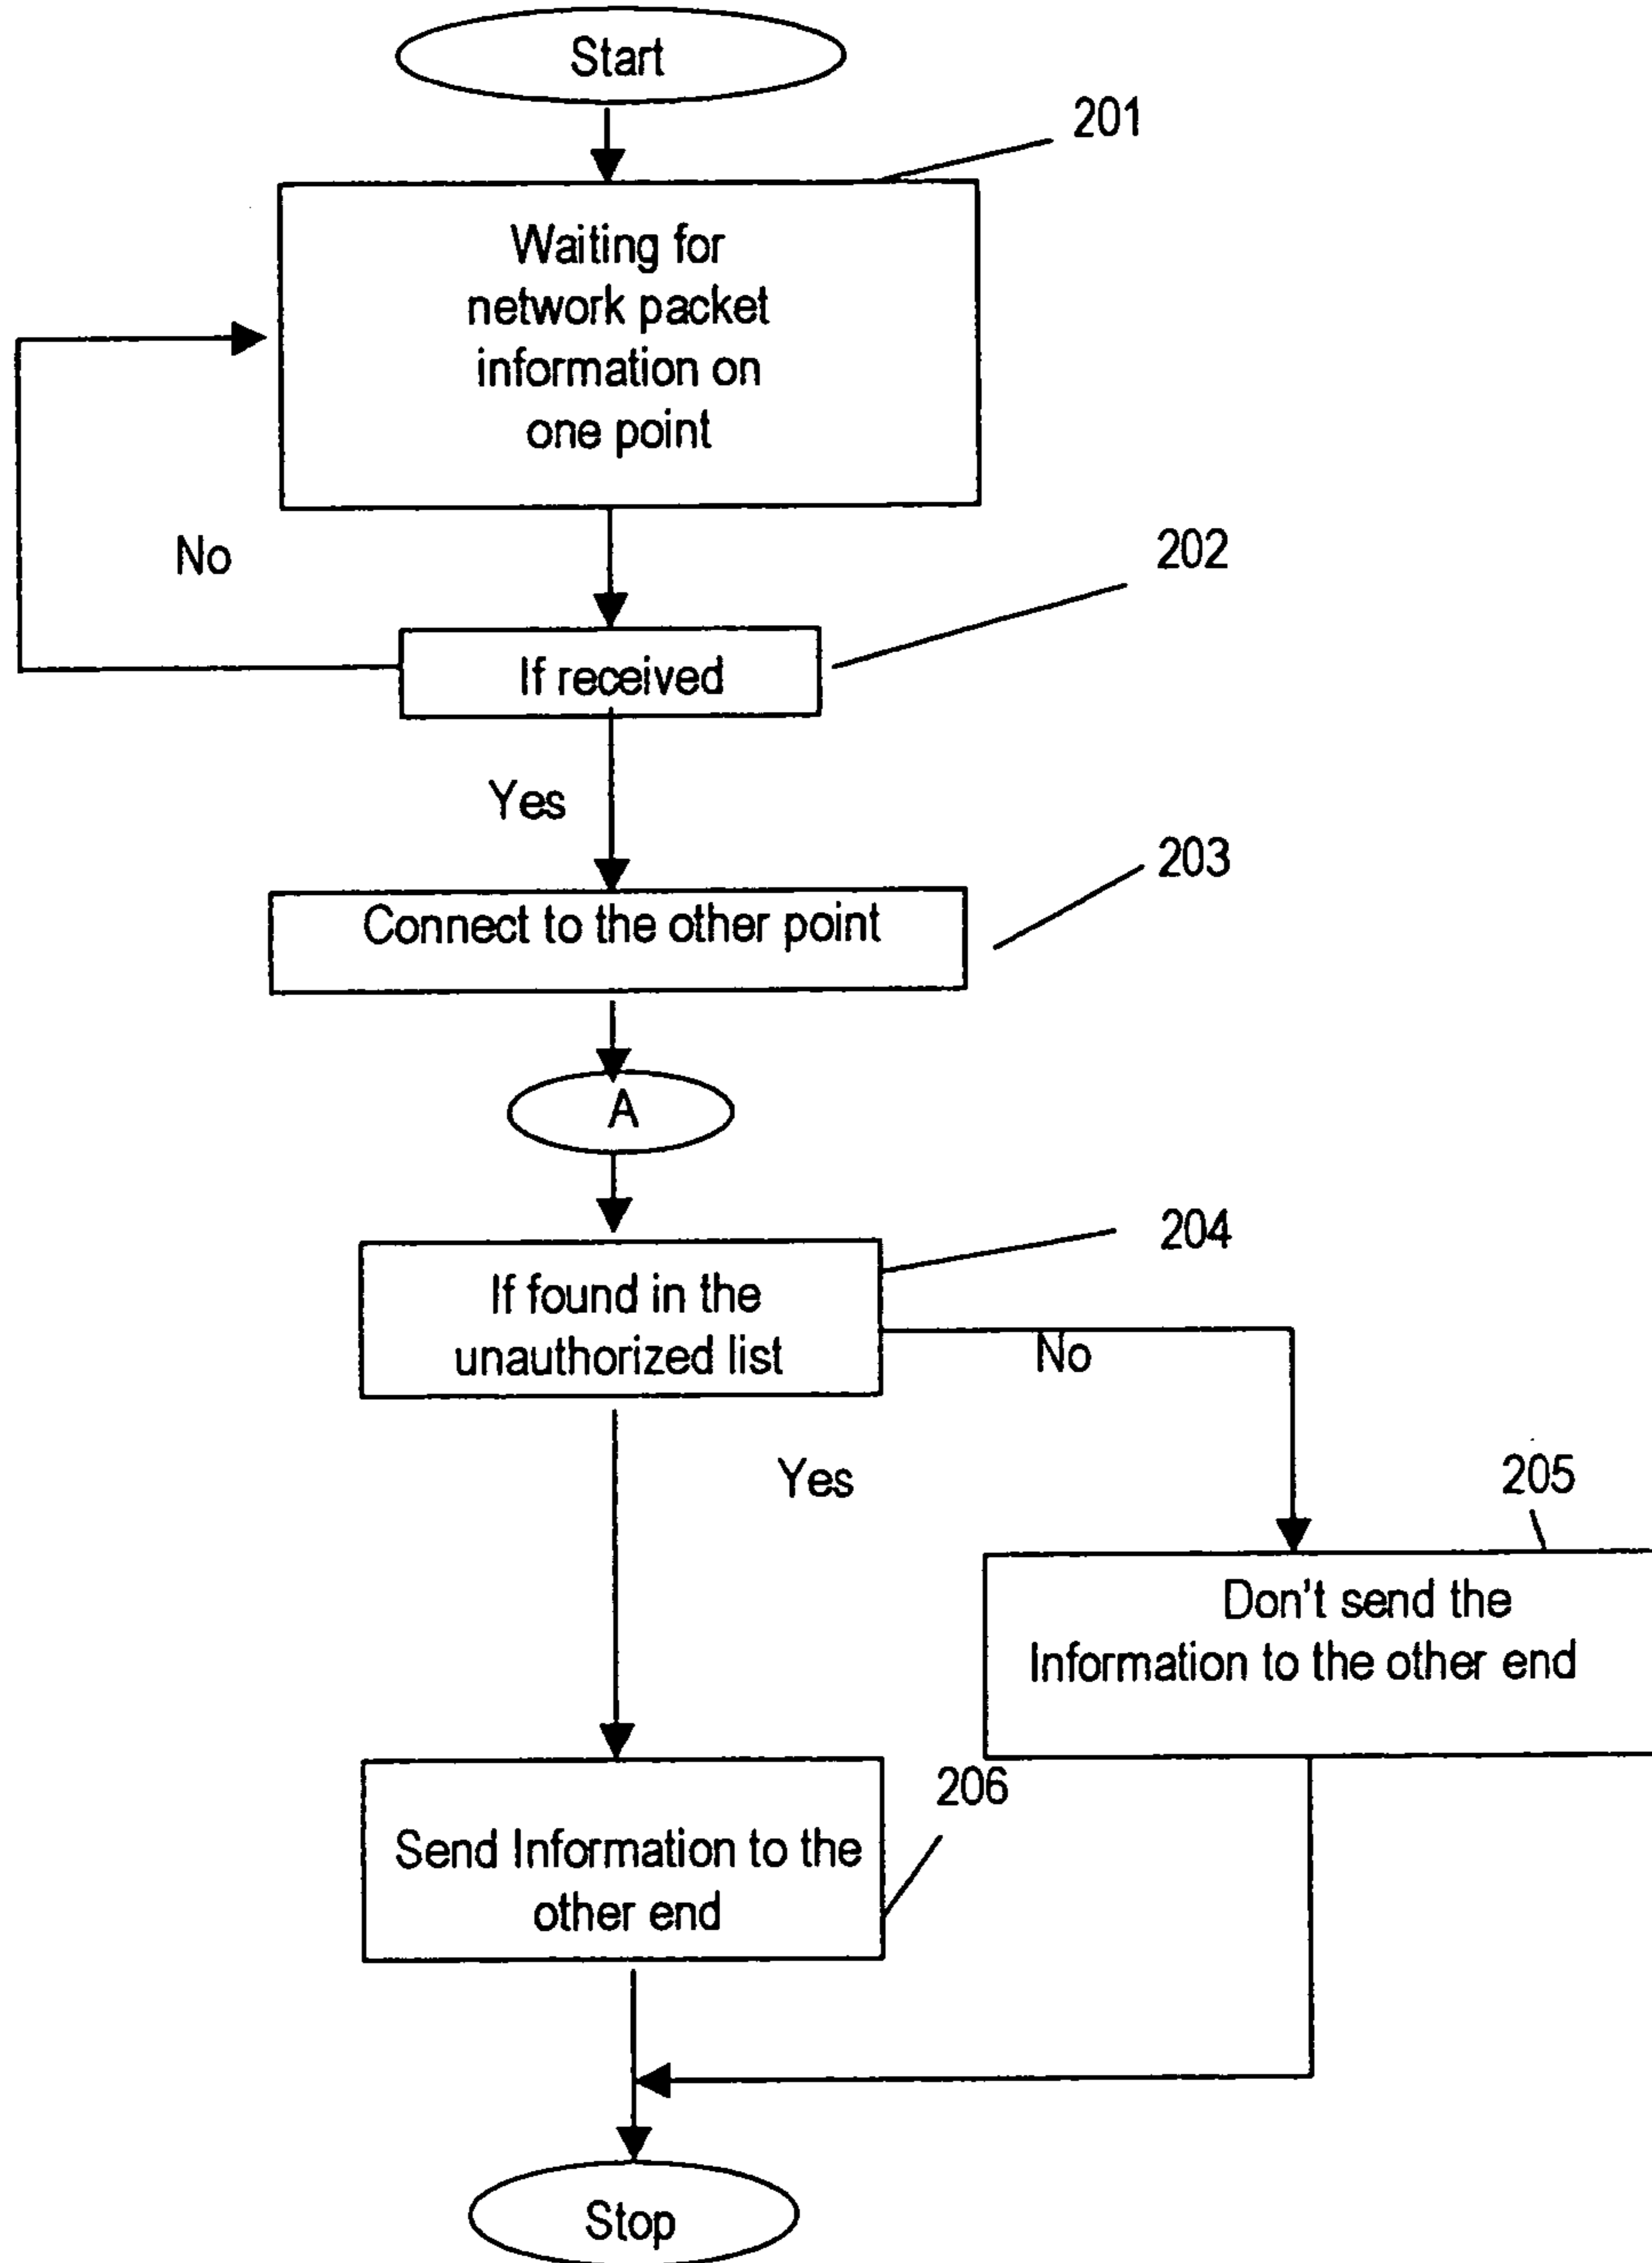 Start
201
Waiting for
network packet
information on
one point
No
202
If received
Yes
203
Connect to the other point
A
204
If found in the
unauthorized list
No
Yes
205
Don't send the
Information to the other end
206
Send Information to the
other end
Stop